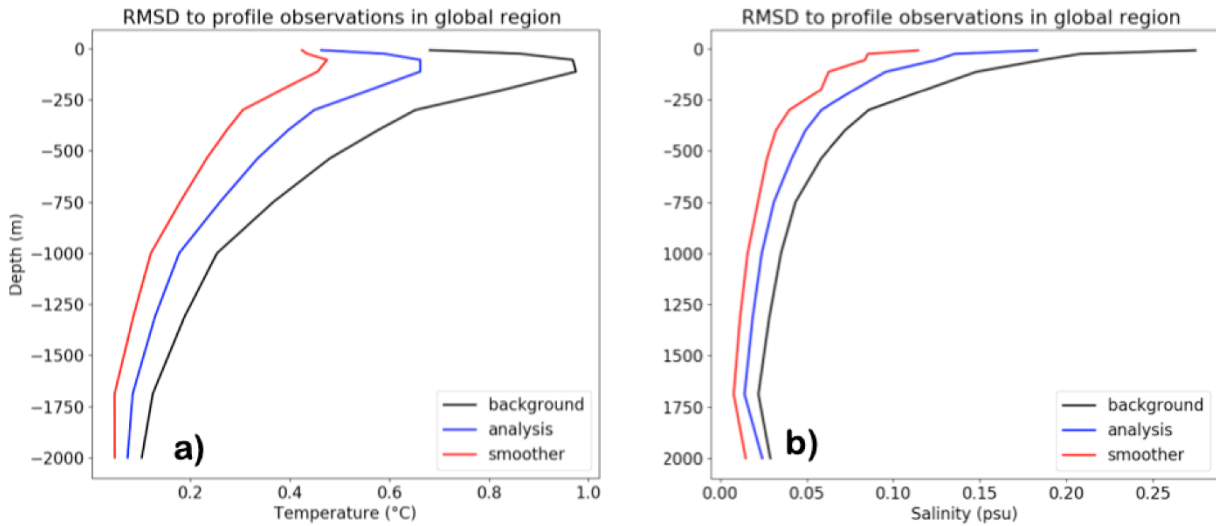 RMSD to profile observations in global region
0
−250
−500
−750
−1000
−1250
−1500
−1750
−2000
Depth (m)
0.2 0.4 0.6 0.8 1.0
Temperature (°C)
background
analysis
smoother
a)
RMSD to profile observations in global region
0
250
500
750
1000
1250
1500
1750
2000
0.00 0.05 0.10 0.15 0.20 0.25
Salinity (psu)
background
analysis
smoother
b)